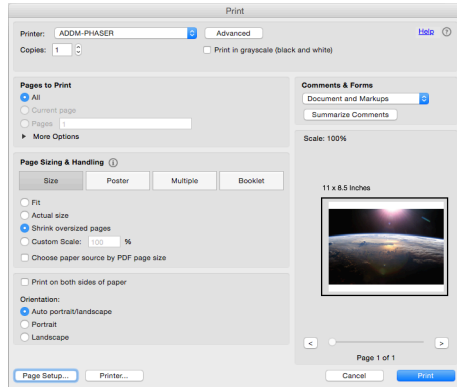 Print
Printer: ADDM-PHASER Advanced Help ?
Copies: 1 Print in grayscale (black and white)
Pages to Print
All
Current page
Pages 1
More Options
Comments & Forms
Document and Markups
Summarize Comments
Page Sizing & Handling i
Size Poster Multiple Booklet
Fit
Actual size
Shrink oversized pages
Custom Scale: 100 %
Choose paper source by PDF page size
Print on both sides of paper
Orientation:
Auto portrait/landscape
Portrait
Landscape
Scale: 100%
11 x 8.5 Inches
< >
Page 1 of 1
Page Setup... Printer... Cancel Print